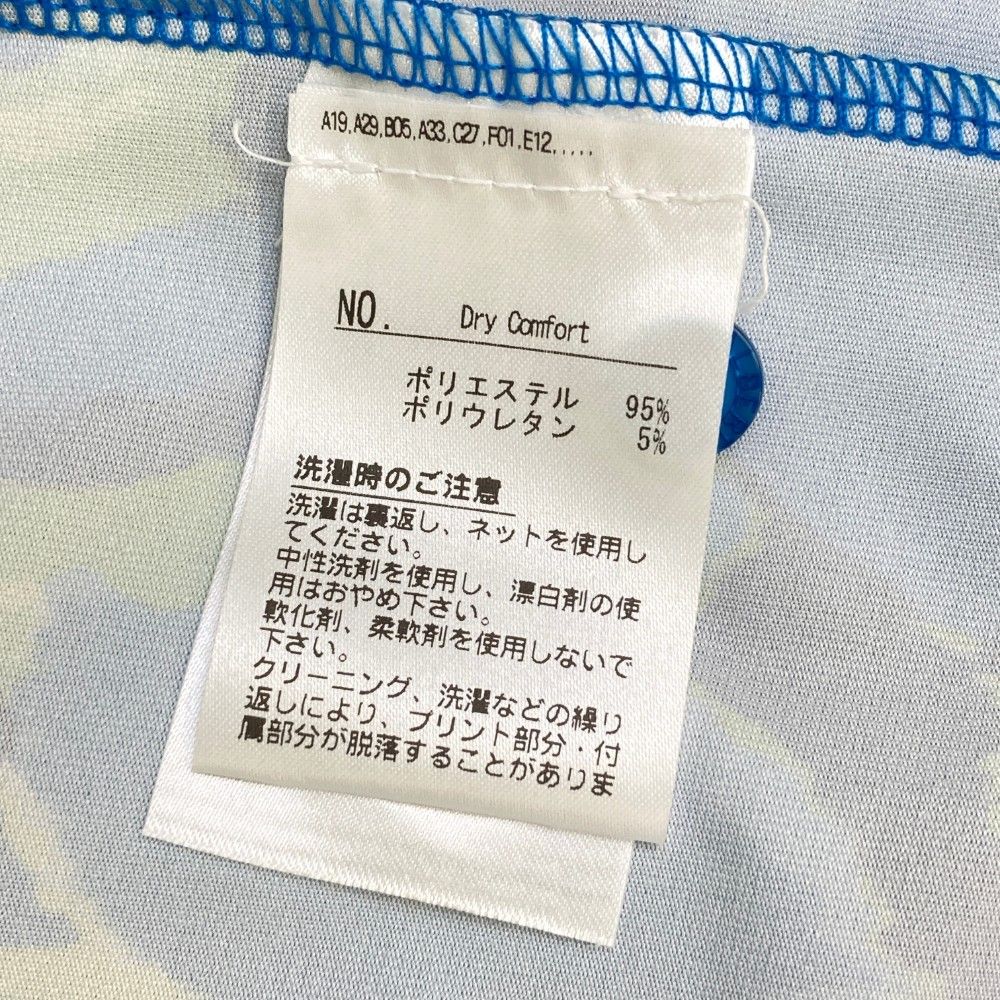 A19,A29,B05,A33,C27,F01,E12,,,,,
NO. Dry Comfort
ポリエステル 95%
ポリウレタン 5%
洗濯時のご注意
洗濯は裏返し、ネットを使用し
てください。
中性洗剤を使用し、漂白剤の使
用はおやめ下さい。
軟化剤、柔軟剤を使用しないで
下さい。
クリーニング、洗濯などの繰り
返しにより、プリント部分・付
属部分が脱落することがありま